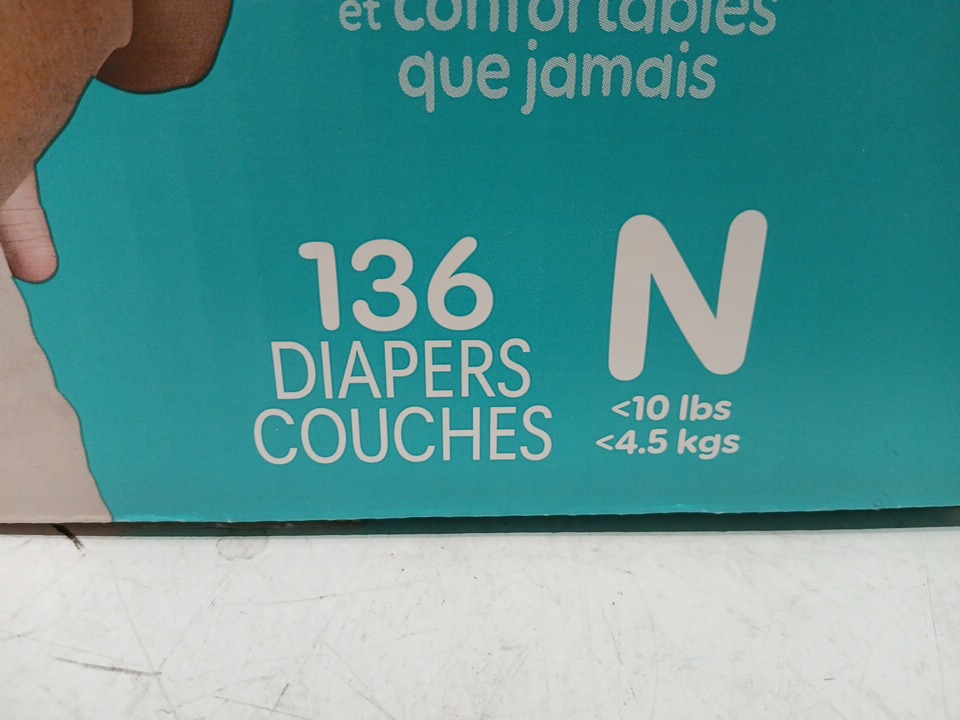 et confortables
que jamais
136
DIAPERS
COUCHES
N
<10 lbs
<4.5 kgs